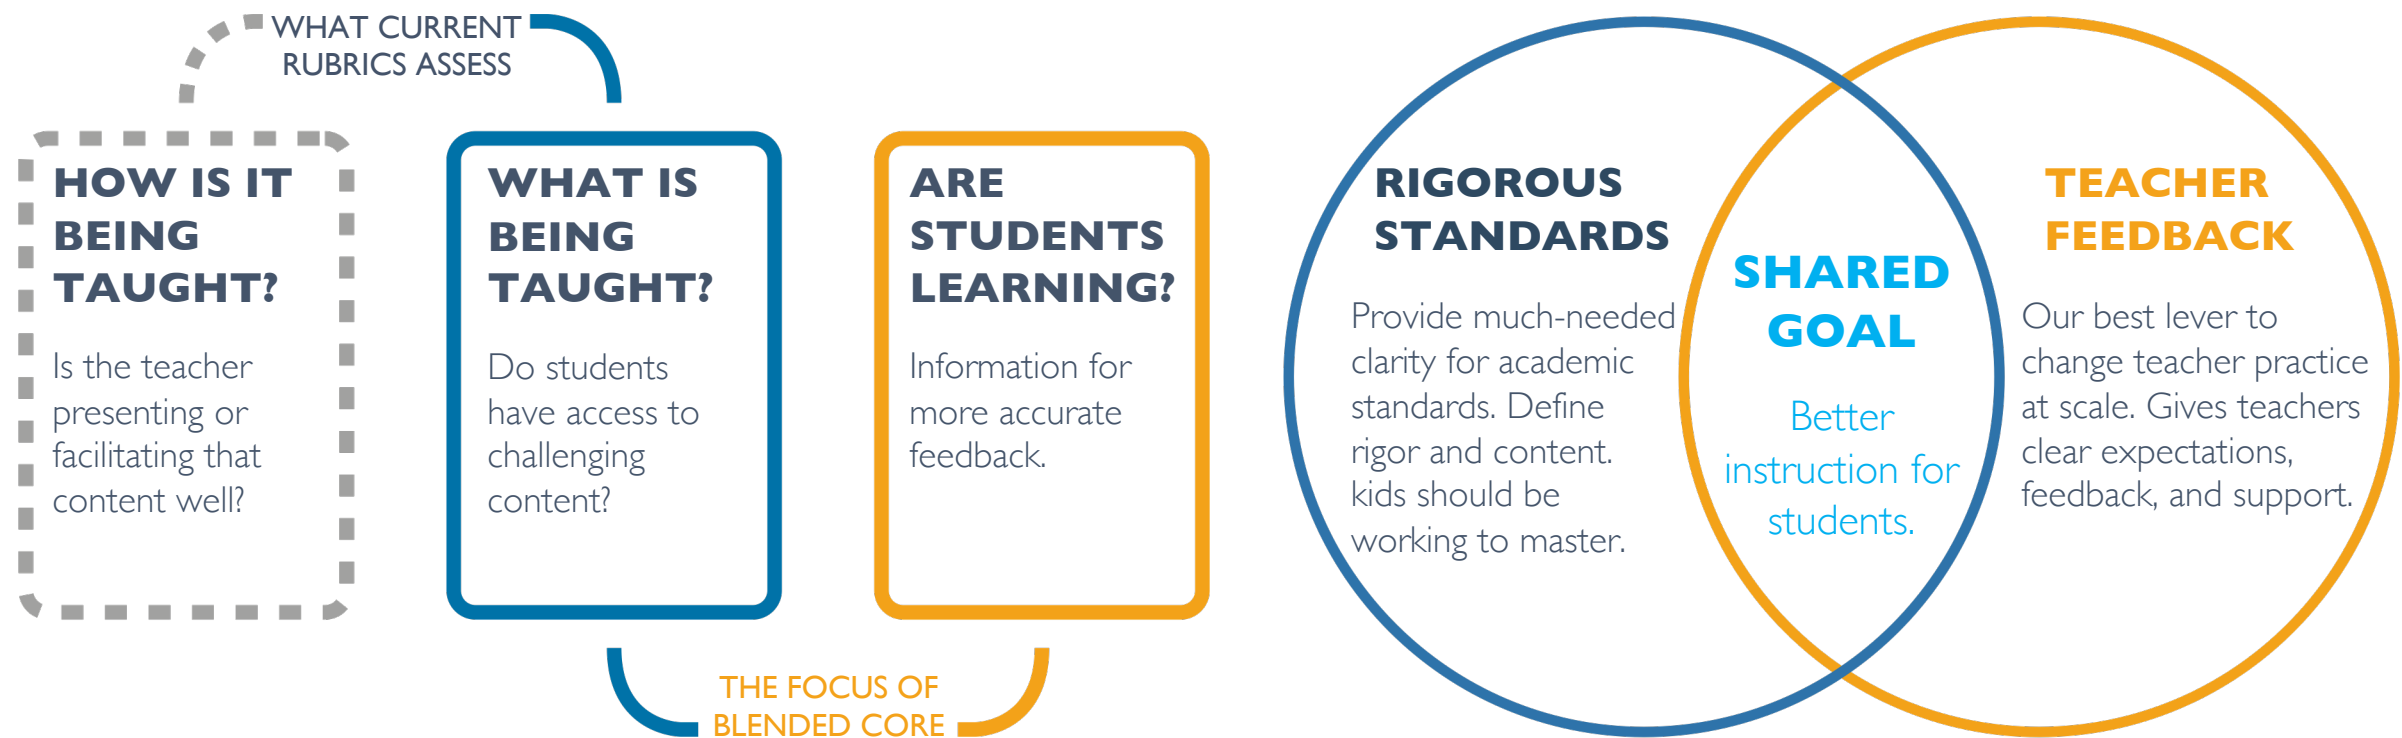 WHAT CURRENT
RUBRICS ASSESS
HOW IS IT
BEING
TAUGHT?
Is the teacher
presenting or
facilitating that
content well?
WHAT IS
BEING
TAUGHT?
Do students
have access to
challenging
content?
ARE
STUDENTS
LEARNING?
Information for
more accurate
feedback.
THE FOCUS OF
BLENDED CORE
RIGOROUS
STANDARDS
Provide much-needed
clarity for academic
standards. Define
rigor and content.
kids should be
working to master.
SHARED
GOAL
Better
instruction for
students.
TEACHER
FEEDBACK
Our best lever to
change teacher practice
at scale. Gives teachers
clear expectations,
feedback, and support.